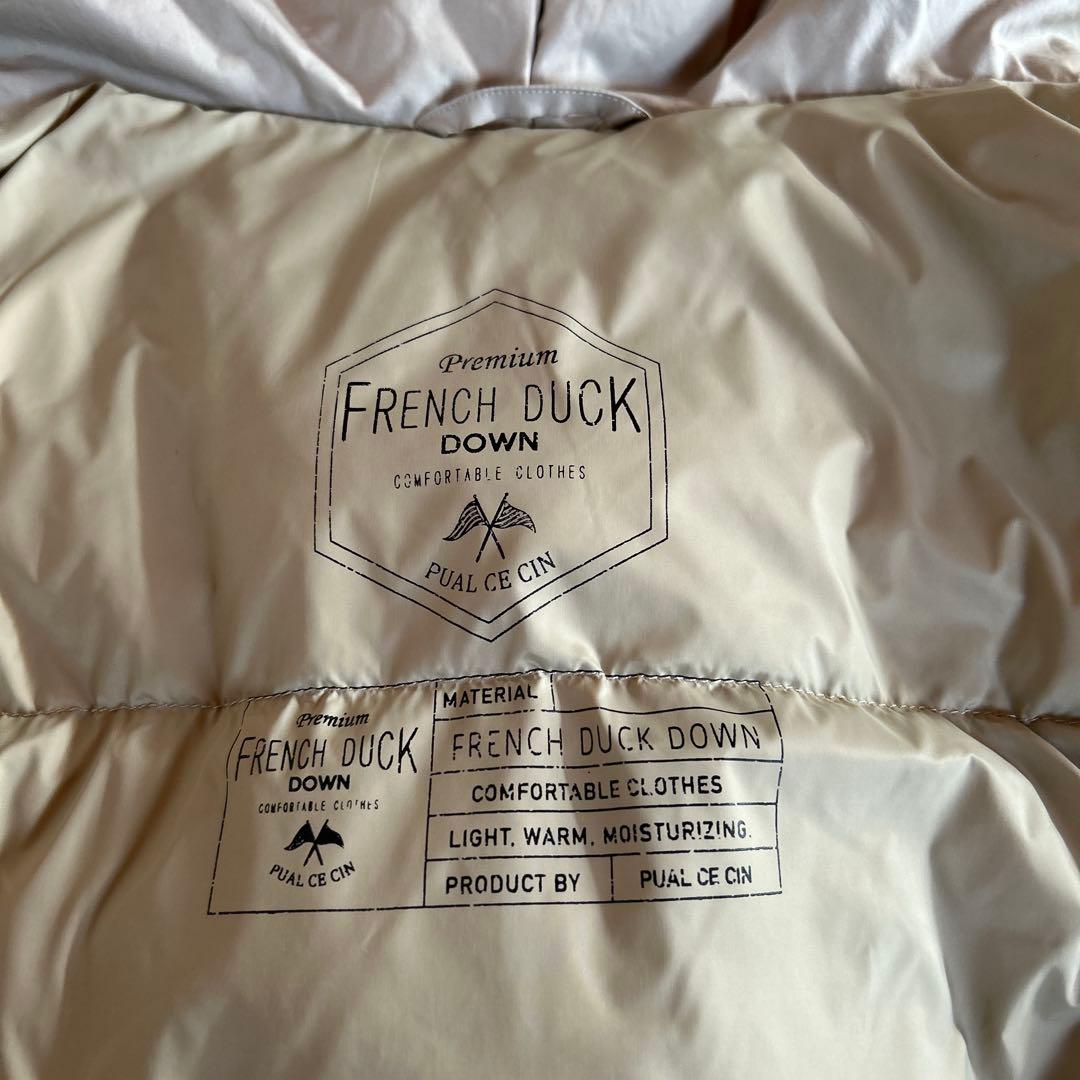 Premium
FRENCH DUCK
DOWN
COMFORTABLE CLOTHES
PUAL CE CIN
Premium
FRENCH DUCK
DOWN
COMFORTABLE CLOTHES
PUAL CE CIN
MATERIAL
FRENCH DUCK DOWN
COMFORTABLE CLOTHES
LIGHT, WARM, MOISTURIZING.
PRODUCT BY PUAL CE CIN